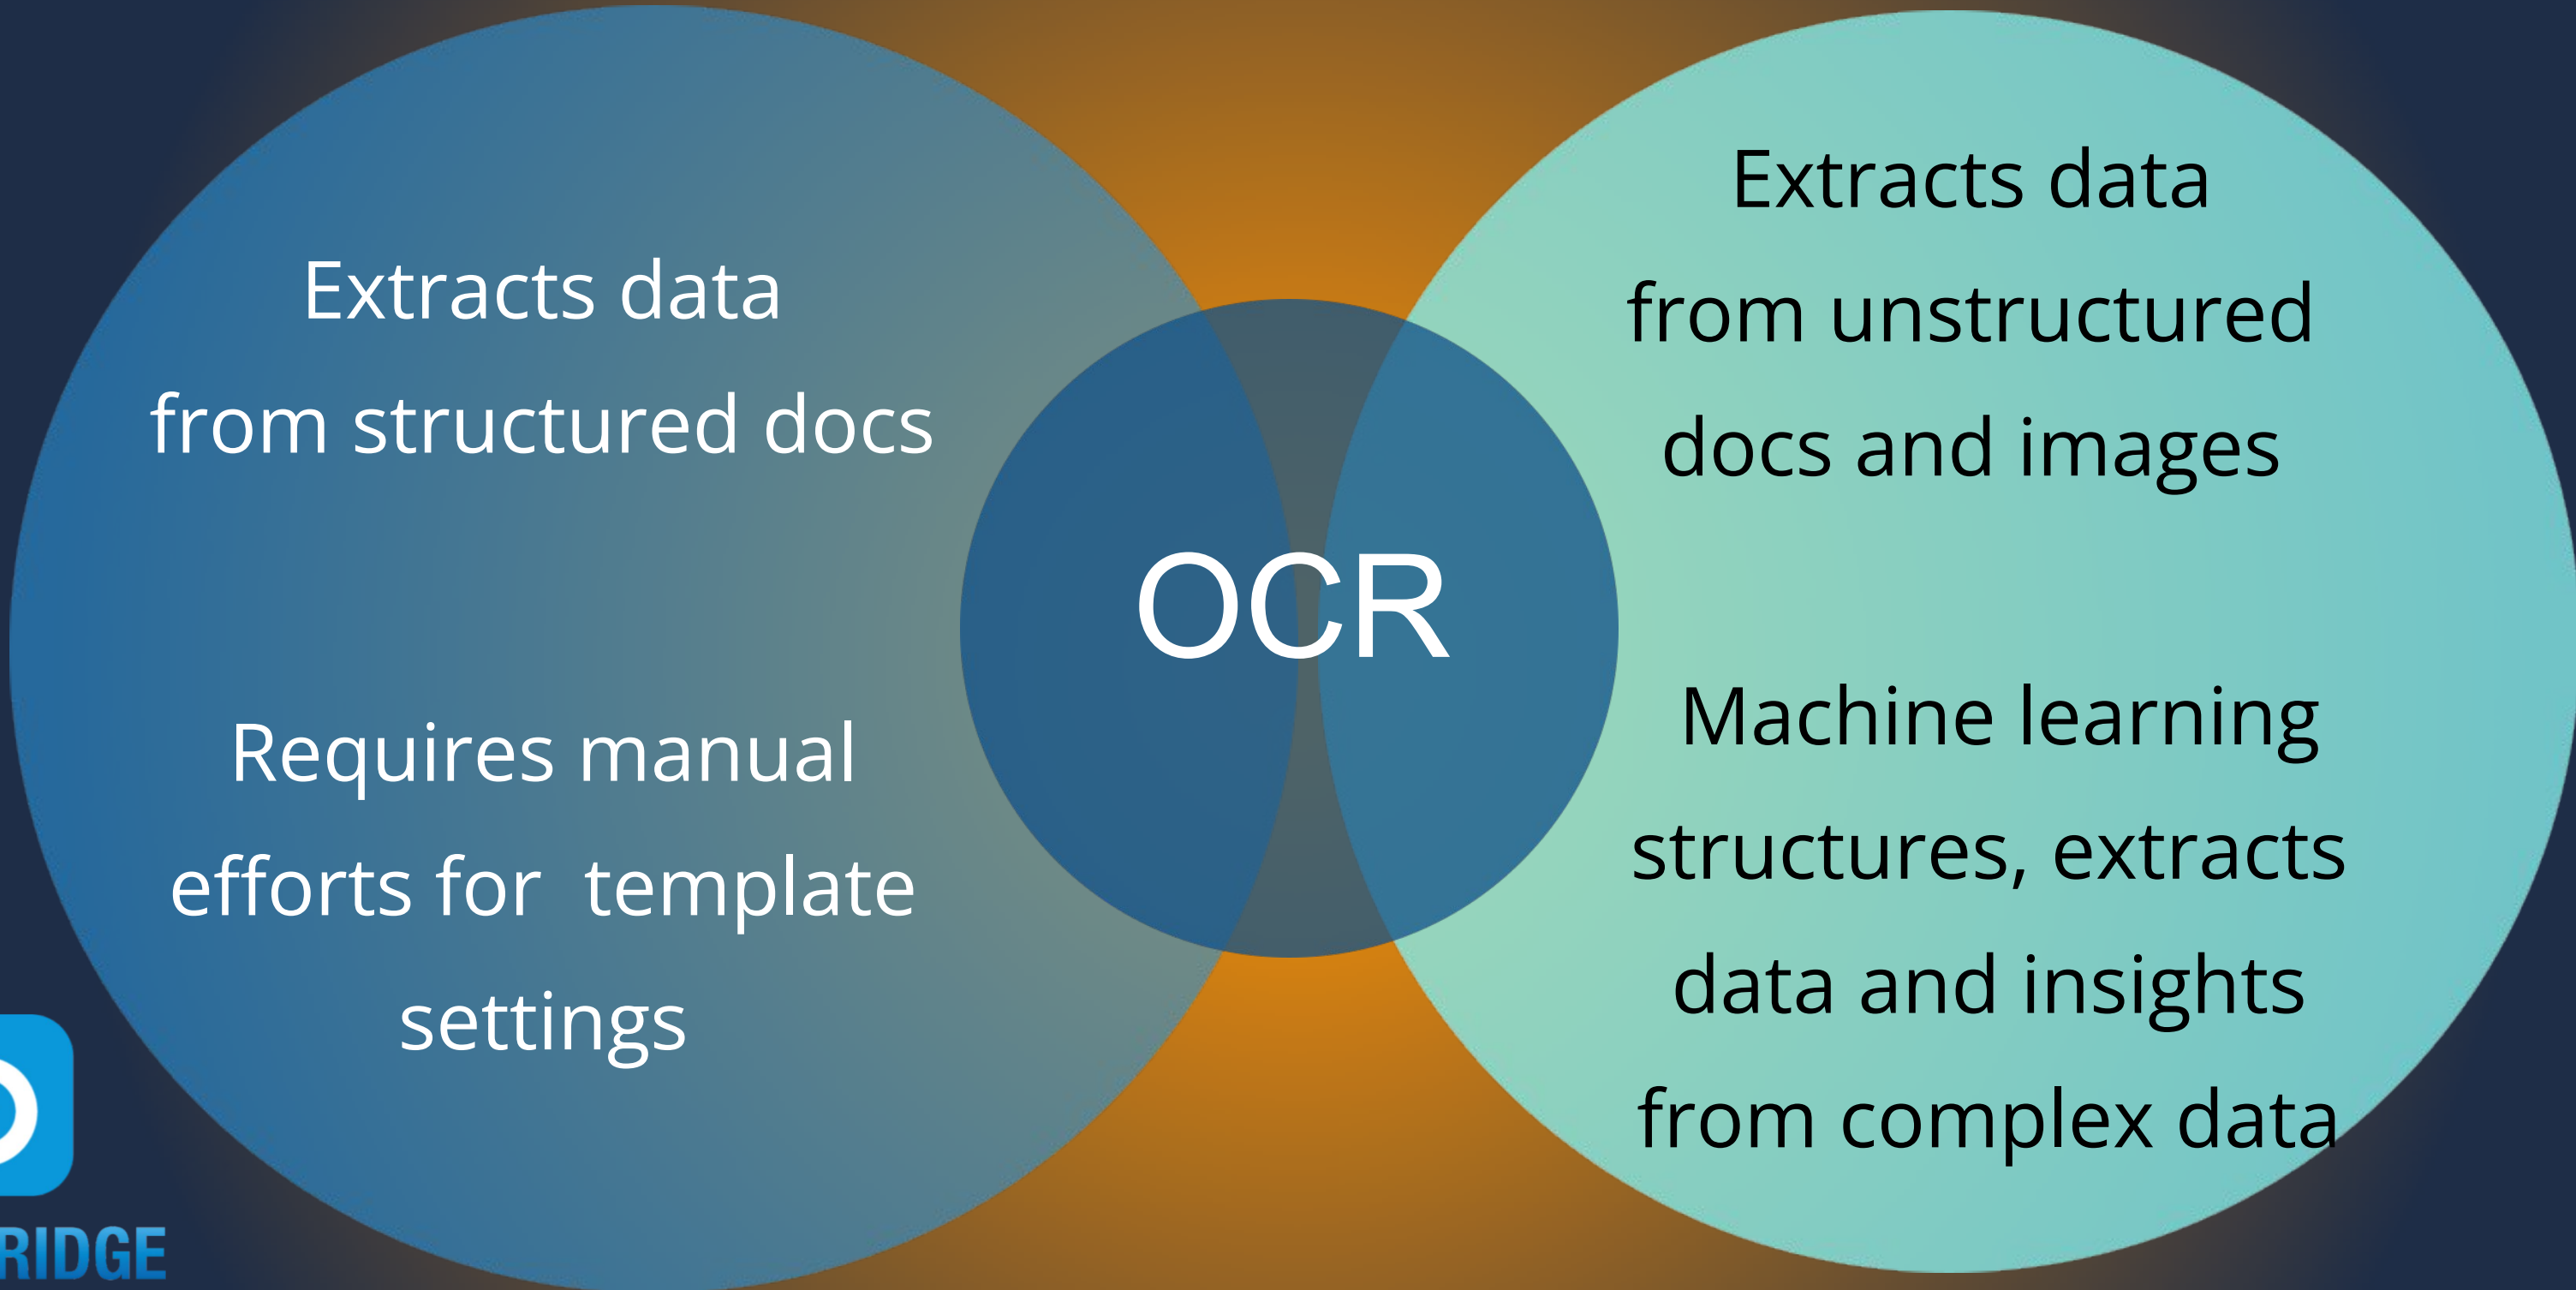 Extracts data
from structured docs
Requires manual
efforts for  template
settings
OCR
Extracts data
from unstructured
docs and images
Machine learning
structures, extracts
data and insights
from complex data
RIDGE